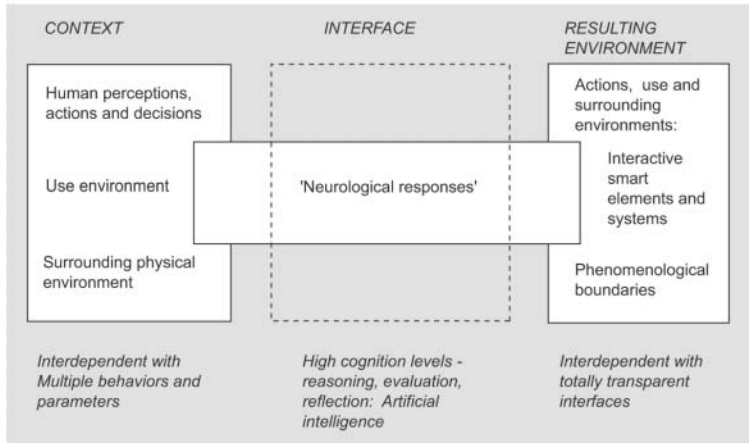 CONTEXT
INTERFACE
RESULTING
ENVIRONMENT
Human perceptions,
actions and decisions
Use environment
Surrounding physical
environment
'Neurological responses'
Actions, use and
surrounding
environments:
Interactive
smart
elements and
systems
Phenomenological
boundaries
Interdependent with
Multiple behaviors and
parameters
High cognition levels -
reasoning, evaluation,
reflection: Artificial
intelligence
Interdependent with
totally transparent
interfaces